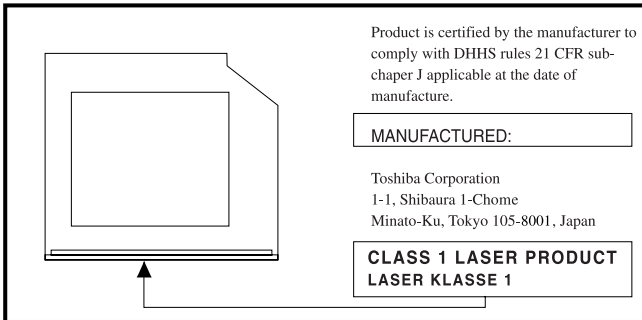 Product is certified by the manufacturer to
comply with DHHS rules 21 CFR sub-
chaper J applicable at the date of
manufacture.
MANUFACTURED:
Toshiba Corporation
1-1, Shibaura 1-Chome
Minato-Ku, Tokyo 105-8001, Japan
CLASS 1 LASER PRODUCT
LASER KLASSE 1